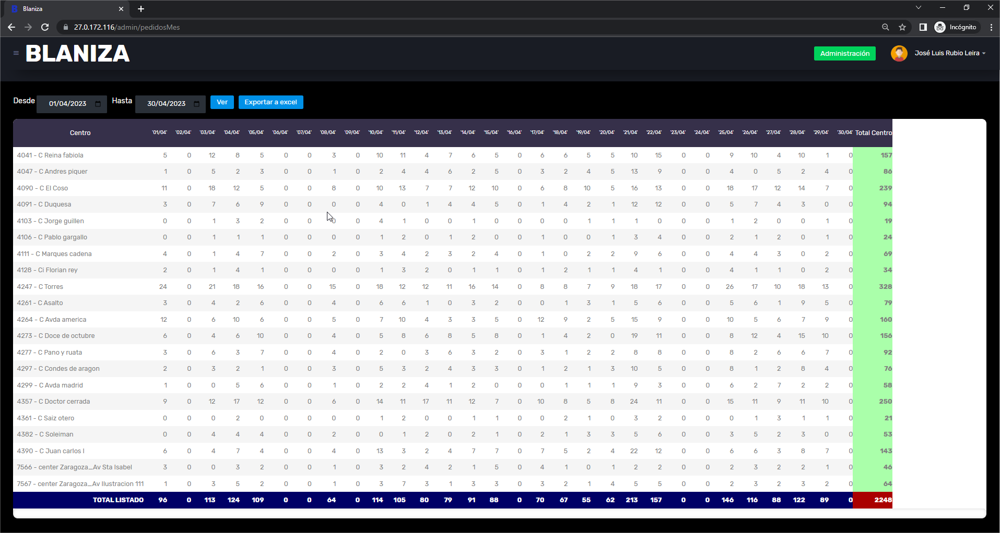 Blaniza
27.0.172.116/admin/pedidosMes
Incógnito
BLANIZA
Administración
José Luis Rubio Leira
Desde 01/04/2023 Hasta 30/04/2023 Ver Exportar a excel
Centro '01/04' '02/04' '03/04' '04/04' '05/04' '06/04' '07/04' '08/04' '09/04' '10/04' '11/04' '12/04' '13/04' '14/04' '15/04' '16/04' '17/04' '18/04' '19/04' '20/04' '21/04' '22/04' '23/04' '24/04' '25/04' '26/04' '27/04' '28/04' '29/04' '30/04' Total Centro
4041 - C Reina fabiola 5 0 12 8 5 0 0 3 0 10 11 4 7 6 5 0 6 6 5 5 10 15 0 0 9 10 4 10 1 0 157
4047 - C Andres piquer 1 0 5 2 3 0 0 1 0 2 4 4 6 2 5 0 3 2 4 5 13 9 0 0 4 0 5 2 4 0 86
4090 - C El Coso 11 0 18 12 5 0 0 8 0 10 13 7 7 12 10 0 6 8 10 5 16 13 0 0 18 17 12 14 7 0 239
4091 - C Duquesa 3 0 7 6 9 0 0 0 0 4 0 1 4 4 5 0 1 4 2 1 12 12 0 0 5 7 4 3 0 0 94
4103 - C Jorge guillen 0 0 1 3 2 0 0 0 0 4 1 0 0 1 0 0 0 0 1 1 1 0 0 0 1 2 0 0 1 0 19
4106 - C Pablo gargallo 0 0 1 1 1 0 0 0 0 1 2 0 1 2 0 0 1 0 0 1 3 4 0 0 2 1 2 0 1 0 24
4111 - C Marques cadena 4 0 1 4 7 0 0 2 0 3 4 2 3 2 4 0 1 0 2 2 9 6 0 0 4 4 3 0 2 0 69
4128 - Ci Florian rey 2 0 1 4 1 0 0 0 0 1 3 2 0 1 1 0 1 2 1 1 4 1 0 0 4 1 1 0 2 0 34
4247 - C Torres 24 0 21 18 16 0 0 15 0 18 12 12 11 16 14 0 8 8 7 9 18 17 0 0 26 17 10 18 13 0 328
4261 - C Asalto 3 0 4 2 6 0 0 4 0 6 6 1 0 3 2 0 0 1 3 1 5 6 0 0 5 6 1 9 5 0 79
4264 - C Avda america 12 0 6 10 6 0 0 5 0 7 10 4 3 3 5 0 12 9 2 5 15 9 0 0 10 5 6 7 9 0 160
4273 - C Doce de octubre 6 0 4 6 10 0 0 4 0 5 8 6 8 5 8 0 1 4 2 0 19 11 0 0 8 12 4 15 10 0 156
4277 - C Pano y ruata 3 0 6 3 7 0 0 4 0 2 0 3 6 3 2 0 3 1 2 2 8 8 0 0 8 2 6 6 7 0 92
4297 - C Condes de aragon 2 0 3 2 1 0 0 3 0 5 3 2 4 3 3 0 1 2 1 3 10 5 0 0 8 1 2 8 4 0 76
4299 - C Avda madrid 1 0 0 5 6 0 0 1 0 2 2 4 1 2 0 0 0 1 1 1 9 3 0 0 6 2 7 2 2 0 58
4357 - C Doctor cerrada 9 0 12 17 12 0 0 6 0 14 11 17 11 12 7 0 10 8 5 8 24 11 0 0 15 11 9 11 10 0 250
4361 - C Saiz otero 0 0 0 2 0 0 0 0 0 1 2 0 0 1 1 0 0 2 1 0 3 2 0 0 0 1 3 1 1 0 21
4382 - C Soleiman 0 0 4 4 4 0 0 2 0 0 1 2 0 2 1 0 2 1 3 3 5 6 0 0 3 5 2 3 0 0 53
4390 - C Juan carlos I 6 0 4 7 4 0 0 4 0 13 3 2 4 7 7 0 7 5 2 4 22 12 0 0 6 6 3 8 7 0 143
7566 - center Zaragoza_Av Sta Isabel 3 0 0 3 2 0 0 1 0 3 2 4 2 1 5 0 4 1 0 1 2 2 0 0 2 3 2 2 1 0 46
7567 - center Zaragoza_Av Ilustracion 111 1 0 3 5 2 0 0 1 0 3 7 3 1 3 3 0 3 2 1 4 5 5 0 0 2 3 2 3 2 0 64
TOTAL LISTADO 96 0 113 124 109 0 0 64 0 114 105 80 79 91 88 0 70 67 55 62 213 157 0 0 146 116 88 122 89 0 2248